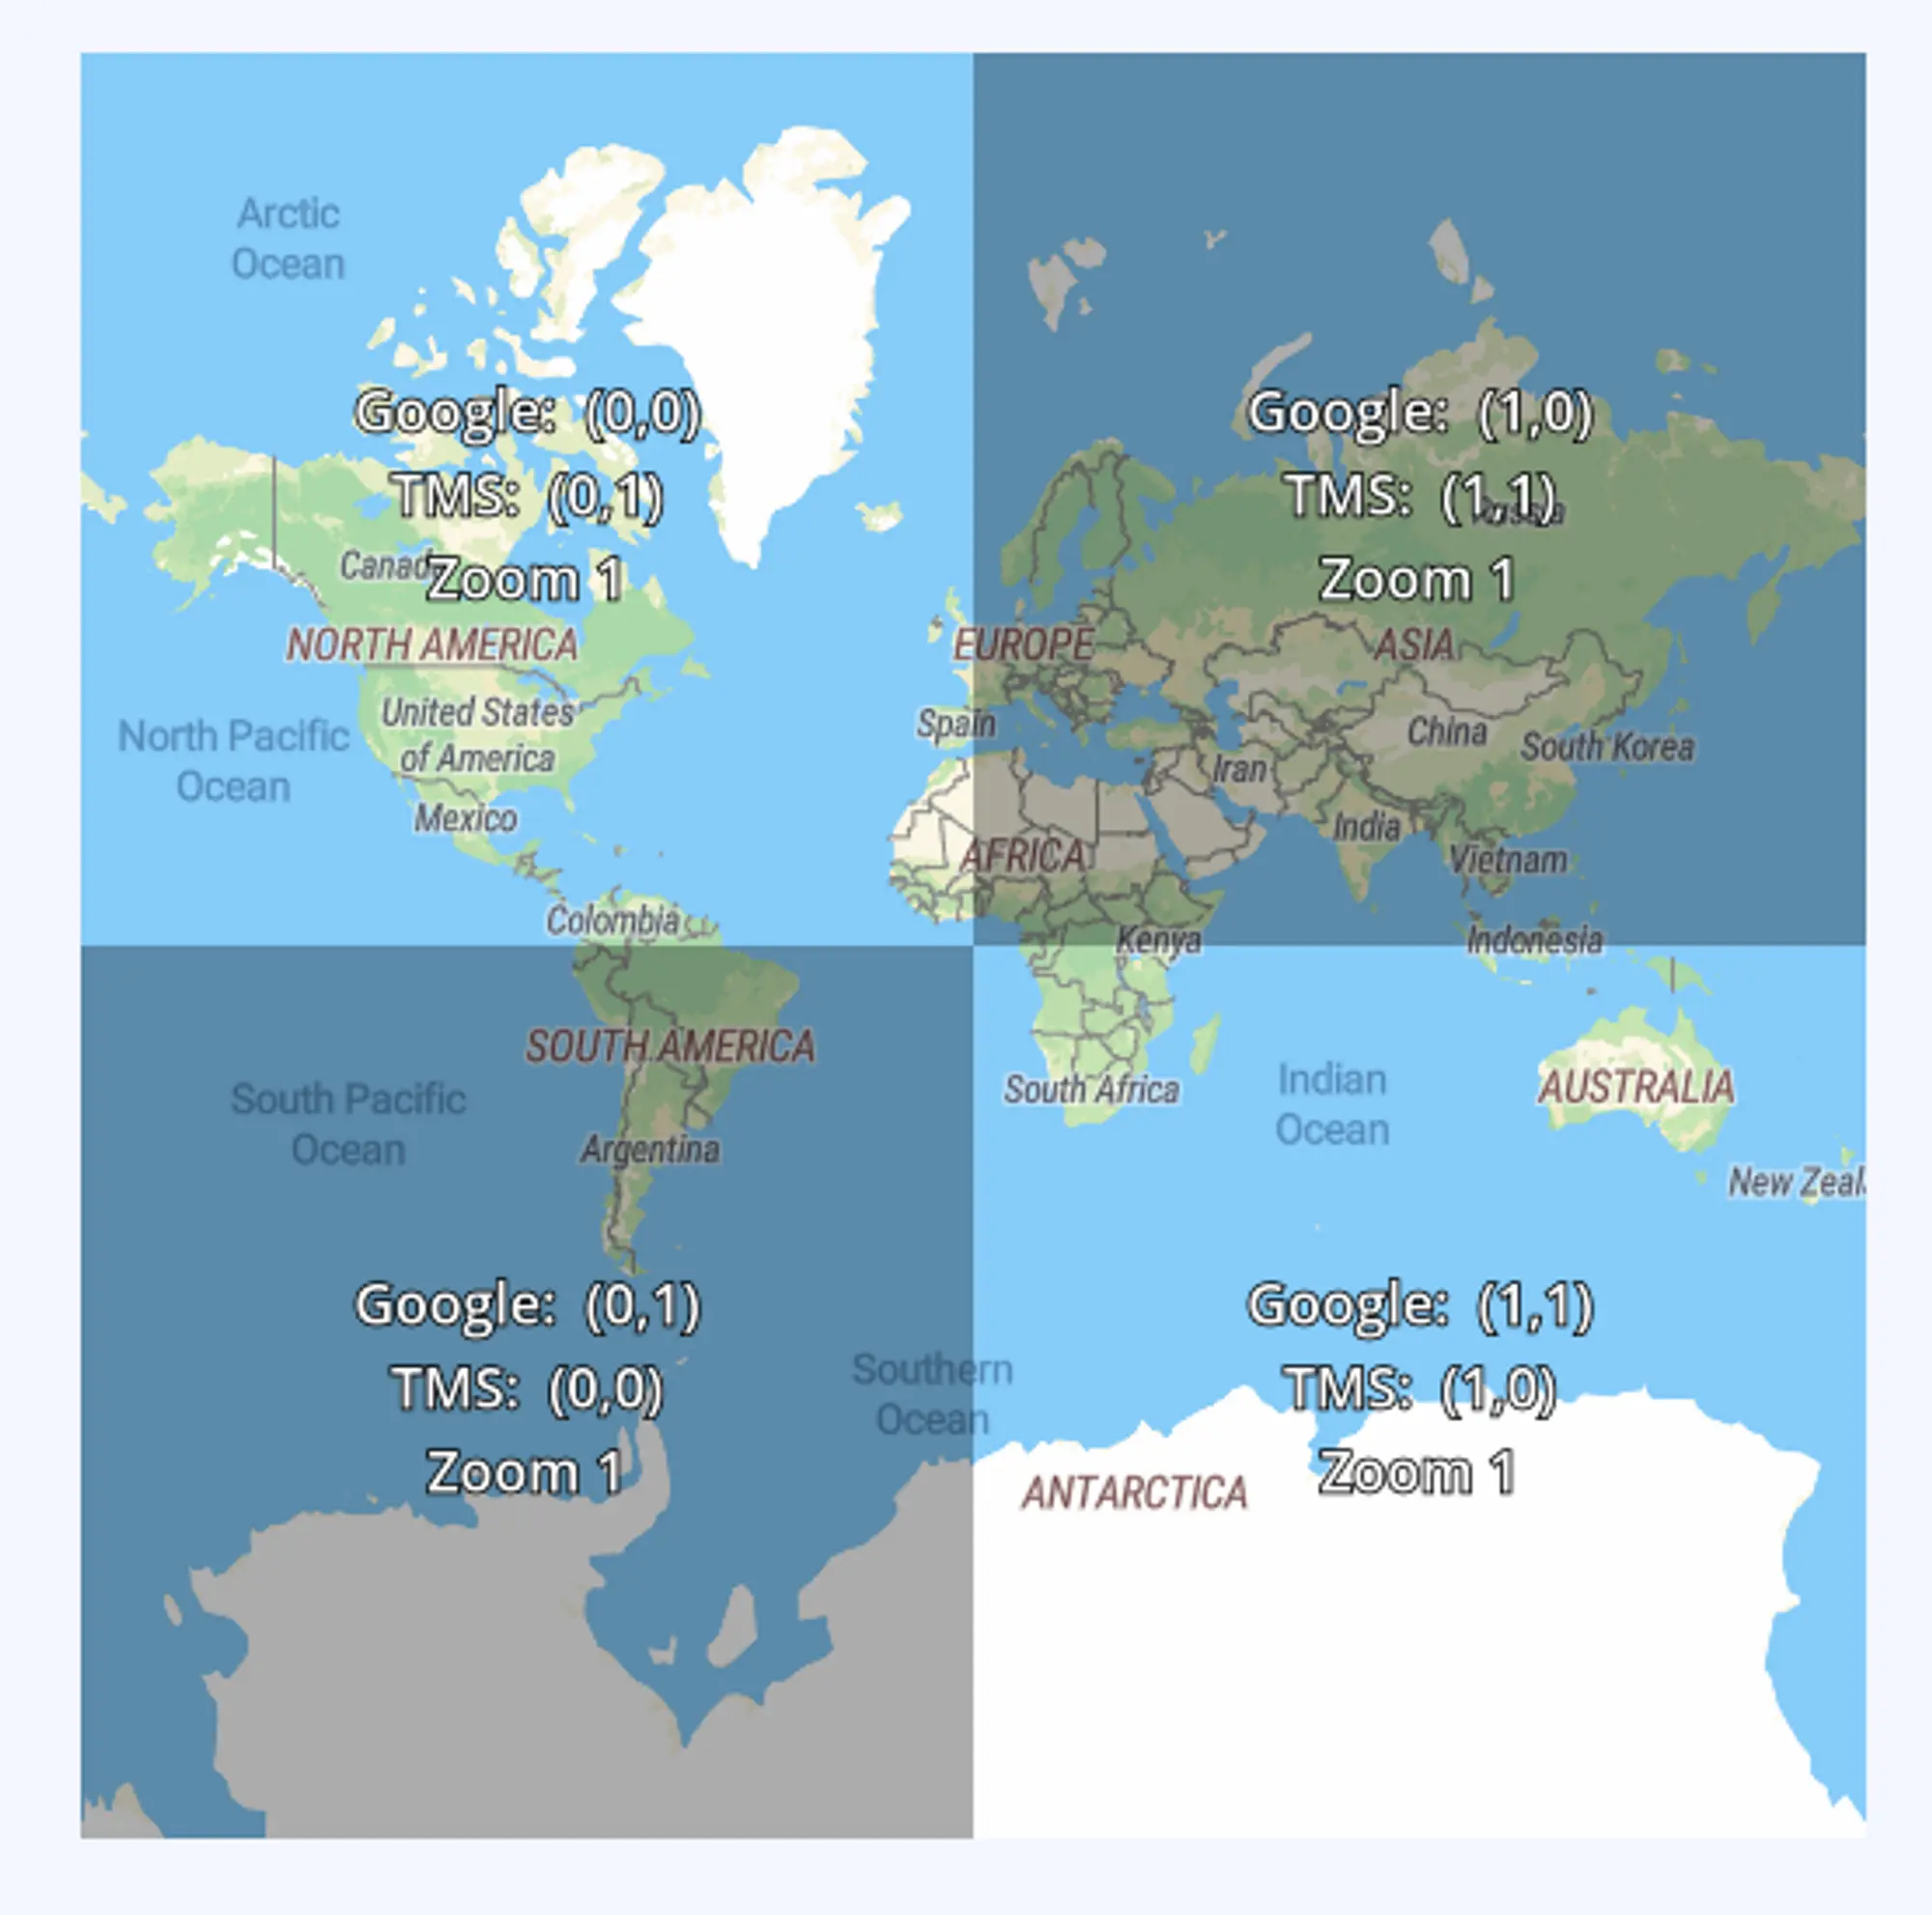 Arctic
Ocean
Google: (0,0)
TMS: (0,1)
Canad
Zoom 1
NORTH AMERICA
United States
of America
North Pacific
Ocean
Mexico
Colombia
Google: (1,0)
TMS: (1,1)
Zoom 1
EUROPE
ASIA
Spain
China
South Korea
Iran
India
AFRICA
Vietnam
Kenya
Indonesia
SOUTH AMERICA
South Pacific
Ocean
Argentina
Google: (0,1)
TMS: (0,0)
Zoom 1
Southern
Ocean
South Africa
Indian
Ocean
AUSTRALIA
New Zeal
Google: (1,1)
TMS: (1,0)
Zoom 1
ANTARCTICA